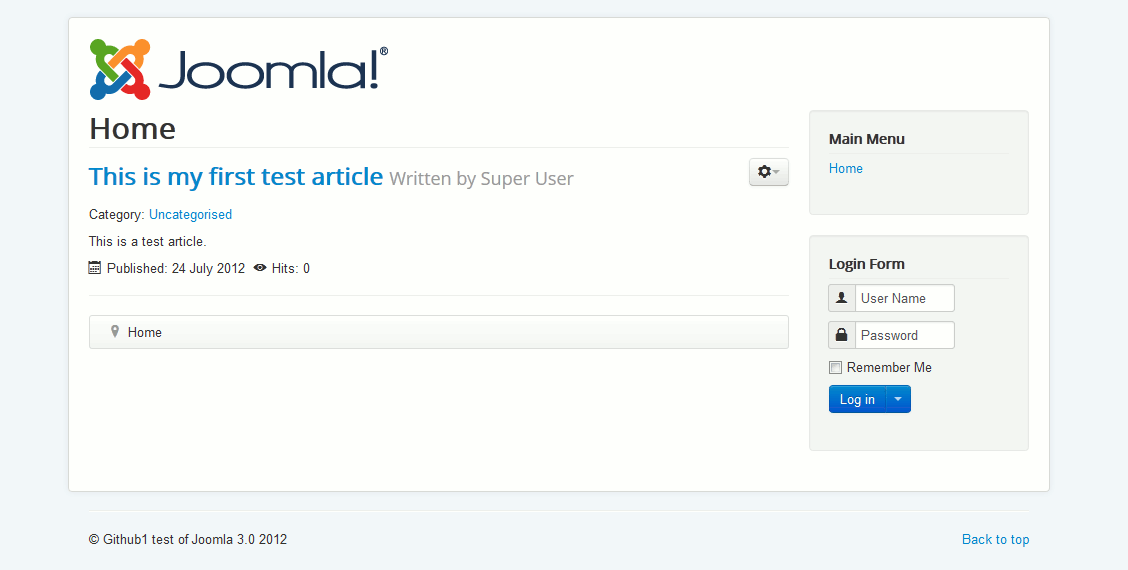 Joomla!®
Home
This is my first test article Written by Super User
Category: Uncategorised
This is a test article.
Published: 24 July 2012 Hits: 0
Home
Main Menu
Home
Login Form
User Name
Password
Remember Me
Log in
© Github1 test of Joomla 3.0 2012
Back to top